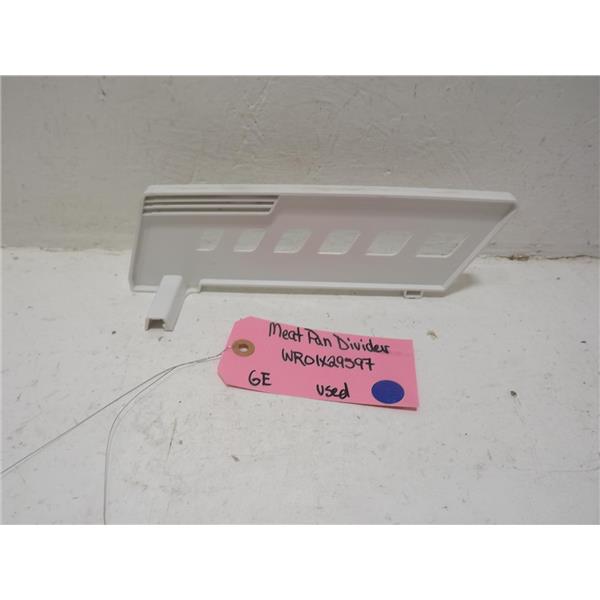 Meat Pan Divider
WR01X29597
GE used